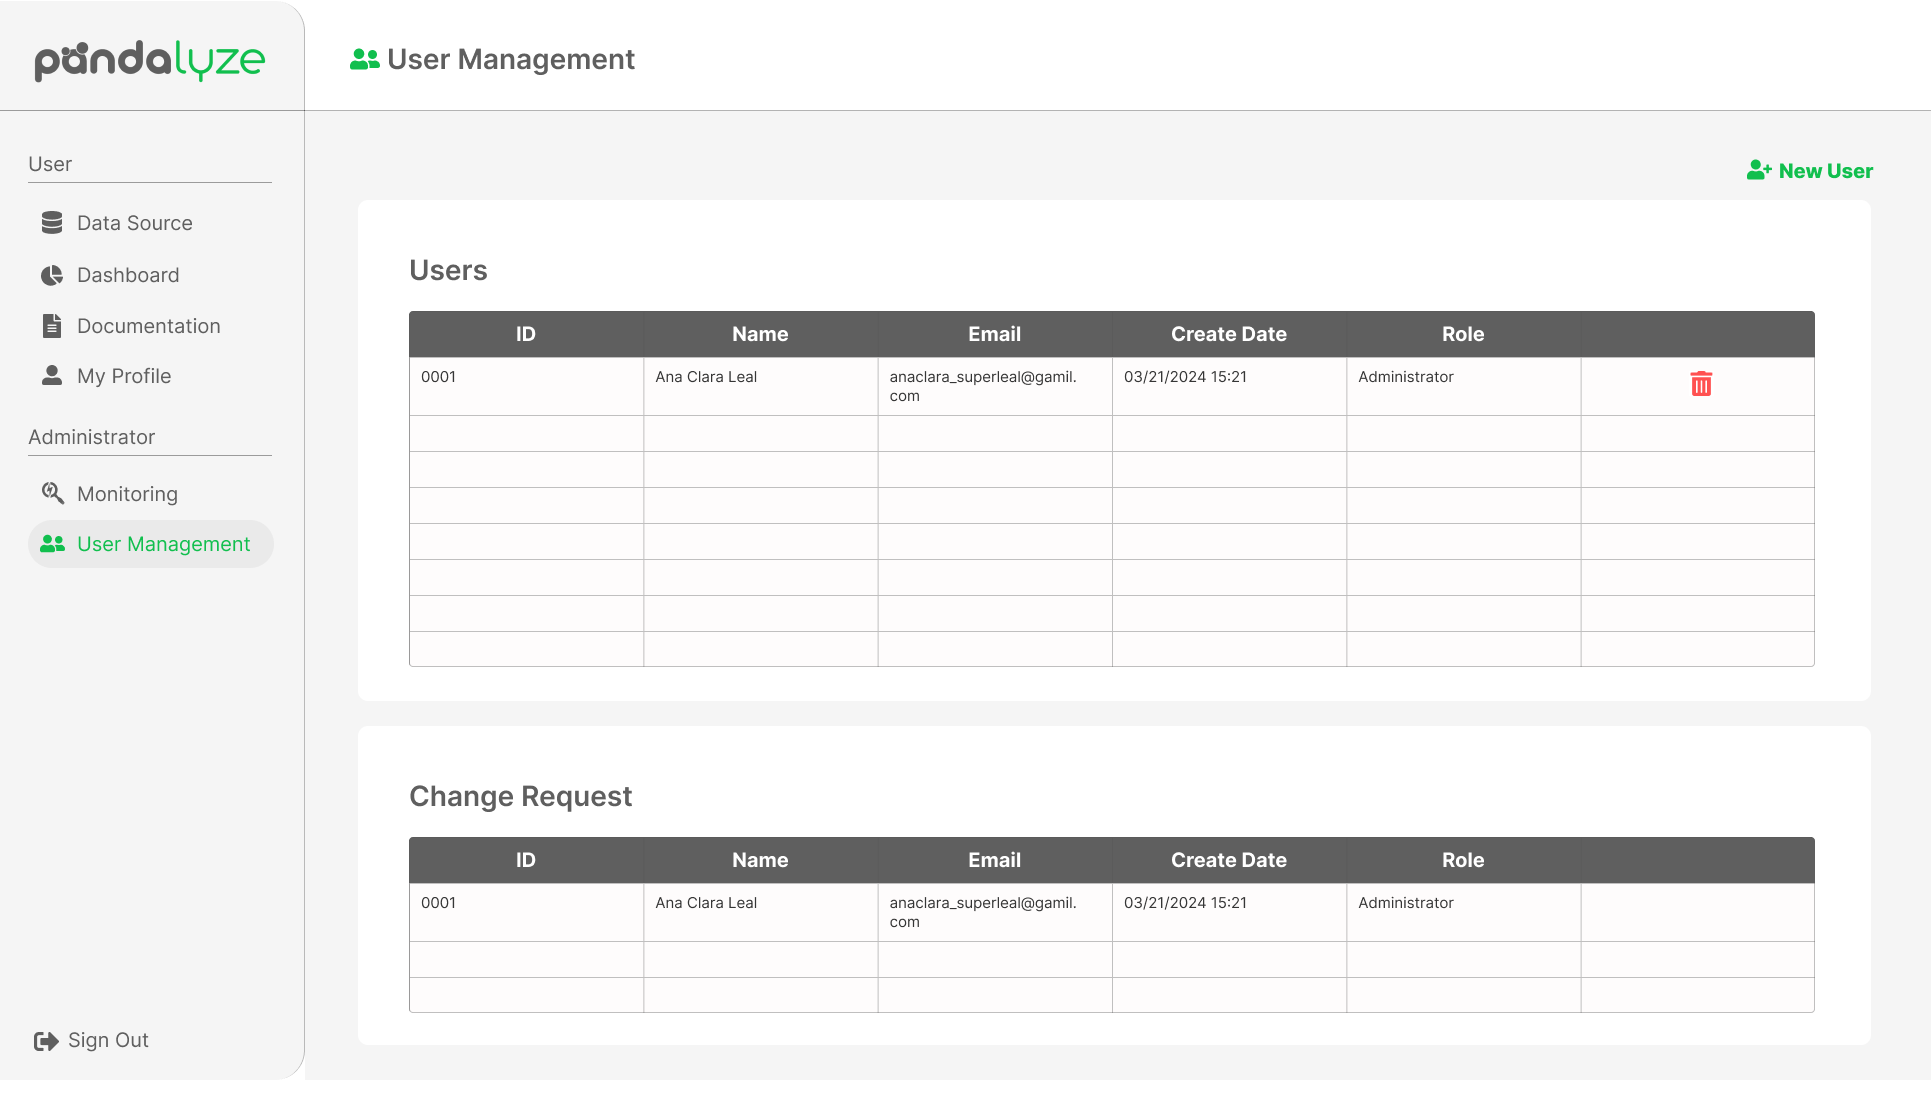 pandalyze
User Management
User
Data Source
Dashboard
Documentation
My Profile
Administrator
Monitoring
User Management
Sign Out
New User
Users
ID Name Email Create Date Role
0001 Ana Clara Leal anaclara_superleal@gamil. 03/21/2024 15:21 Administrator
com
Change Request
ID Name Email Create Date Role
0001 Ana Clara Leal anaclara_superleal@gamil. 03/21/2024 15:21 Administrator
com